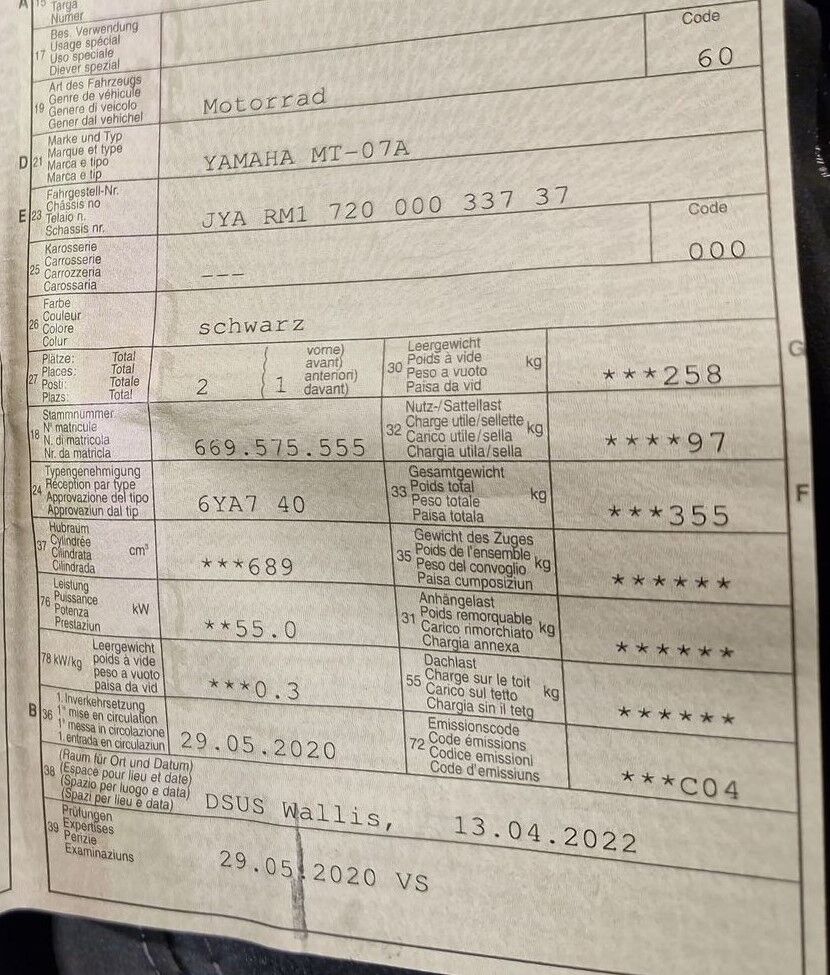 A 15 Targa
Numer
17 Bes. Verwendung
Usage spécial
Uso speciale
Diever spezial
Code
60
19 Art des Fahrzeugs
Genre de véhicule
Genere di veicolo
Gener dal vehichel
Motorrad
D 21 Marke und Typ
Marque et type
Marca e tipo
Marca e tip
YAMAHA MT-07A
E 23 Fahrgestell-Nr.
Châssis no
Telaio n.
Schassis nr.
JYA RM1 720 000 337 37
25 Karosserie
Carrosserie
Carrozzeria
Carossaria
---
Code
000
26 Farbe
Couleur
Colore
Colur
schwarz
27 Plätze: Total
Places: Total
Posti: Totale
Plazs: Total
2 ( 1
vorne)
avant)
anteriori)
davant)
30 Leergewicht
Poids à vide
Peso a vuoto
Paisa da vid
kg
***258
G
18 Stammnummer
N° matricule
N. di matricola
Nr. da matricla
669.575.555
32 Nutz-/Sattellast
Charge utile/sellette
Carico utile/sella
Chargia utila/sella
kg
****97
24 Typengenehmigung
Réception par type
Approvazione del tipo
Approvaziun dal tip
6YA7 40
33 Gesamtgewicht
Poids total
Peso totale
Paisa totala
kg
***355
F
37 Hubraum
Cylindrée
Cilindrata
Cilindrada
cm³
***689
35 Gewicht des Zuges
Poids de l'ensemble
Peso del convoglio
Paisa cumposiziun
kg
******
76 Leistung
Puissance
Potenza
Prestaziun
kW
**55.0
31 Anhängelast
Poids remorquable
Carico rimorchiato
Chargia annexa
kg
******
78 kW/kg Leergewicht
poids à vide
peso a vuoto
paisa da vid
***0.3
55 Dachlast
Charge sur le toit
Carico sul tetto
Chargia sin il tetg
kg
******
B 36 1. Inverkehrsetzung
1re mise en circulation
1a messa in circolazione
1. entrada en circulaziun
29.05.2020
72 Emissionscode
Code émissions
Codice emissioni
Code d'emissiuns
***C04
38 (Raum für Ort und Datum)
(Espace pour lieu et date)
(Spazio per luogo e data)
(Spazi per lieu e data)
DSUS Wallis, 13.04.2022
39 Prüfungen
Expertises
Perizie
Examinaziuns
29.05.2020 VS